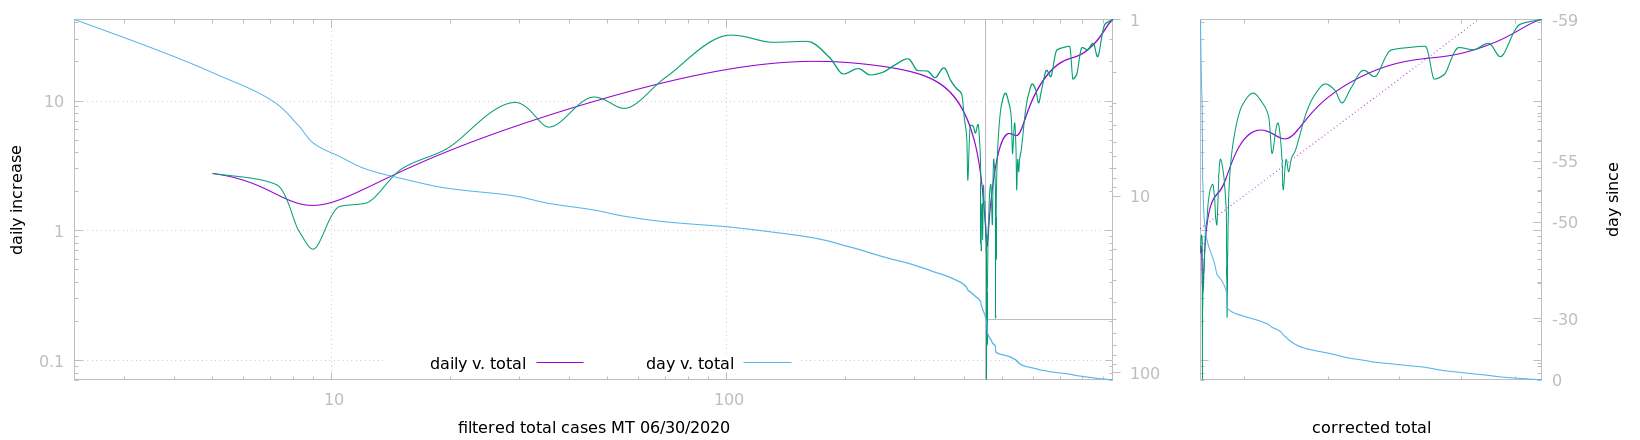 daily increase
10
1
0.1
10
100
filtered total cases MT 06/30/2020
daily v. total
day v. total
1
10
100
corrected total
-59
-55
-50
-30
0
day since